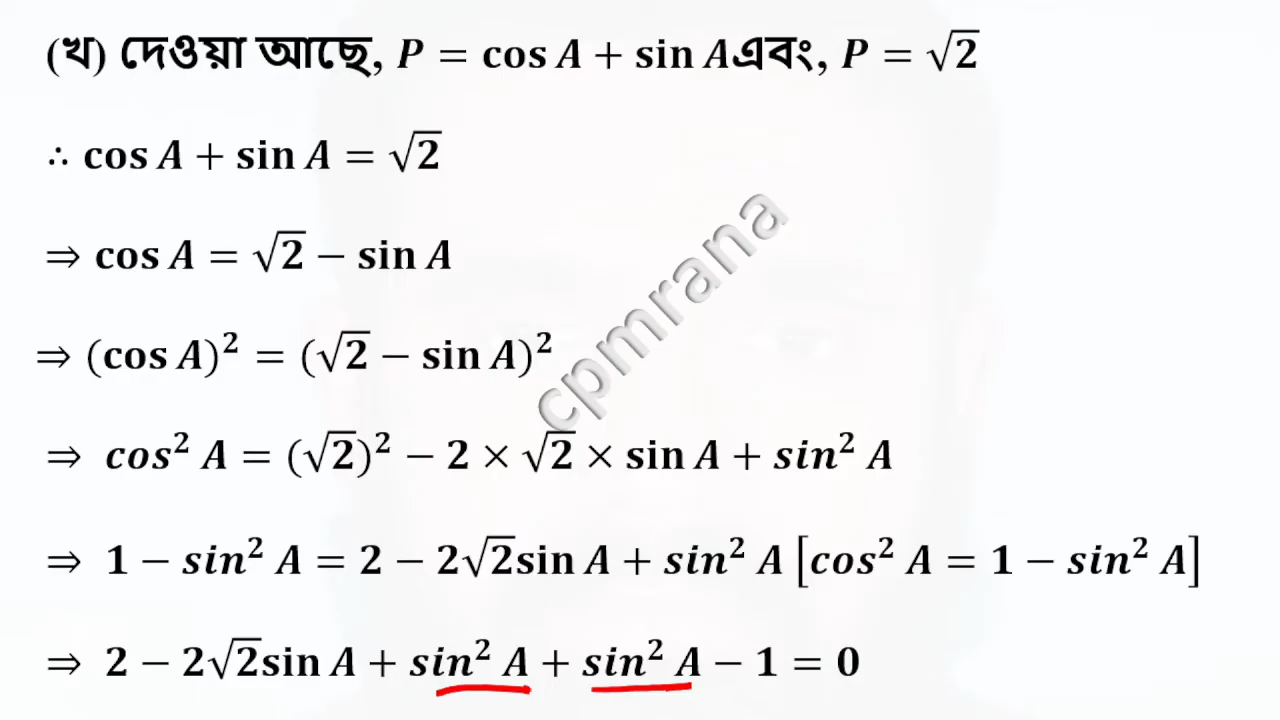 (খ) দেওয়া আছে, P = cos A + sin Aএবং, P = √2
∴ cos A + sin A = √2
⇒ cos A = √2 − sin A
⇒ (cos A)² = (√2 − sin A)²
⇒ cos² A = (√2)² − 2 × √2 × sin A + sin² A
⇒ 1 − sin² A = 2 − 2√2sin A + sin² A [cos² A = 1 − sin² A]
⇒ 2 − 2√2sin A + sin² A + sin² A − 1 = 0
cpmrana